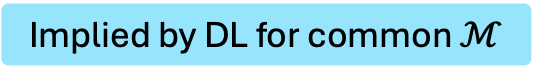 Implied by DL for common ℳ